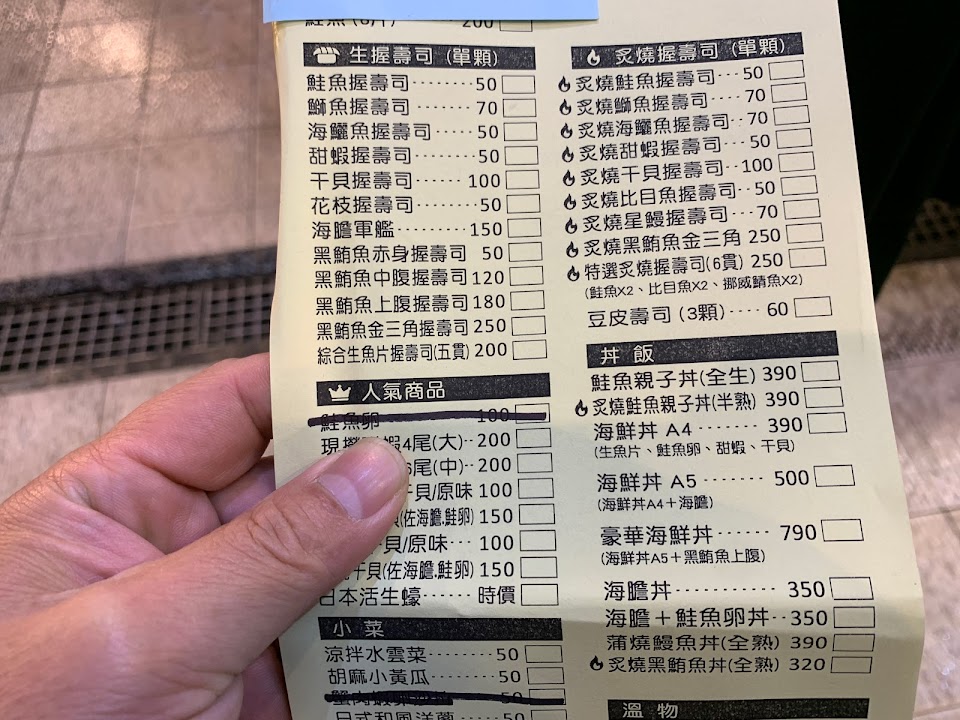 鮭魚 200
生握壽司 (單顆)
鮭魚握壽司········50
鰤魚握壽司········70
海鱺魚握壽司·····50
甜蝦握壽司········50
干貝握壽司······100
花枝握壽司········50
海膽軍艦·········150
黑鮪魚赤身握壽司 50
黑鮪魚中腹握壽司120
黑鮪魚上腹握壽司180
黑鮪魚金三角握壽司250
綜合生魚片握壽司(五貫)200
人氣商品
鮭魚卵 100
現 蝦4尾(大)··200
6尾(中)··200
干貝/原味 100
(佐海膽.鮭卵)150
干貝/原味··· 100
干貝(佐海膽.鮭卵)150
日本活生蠔······時價
小菜
涼拌水雲菜········50
胡麻小黃瓜········50
蟹肉 50
日式和風洋蔥···50
炙燒握壽司 (單顆)
炙燒鮭魚握壽司···50
炙燒鰤魚握壽司··70
炙燒海鱺魚握壽司··70
炙燒甜蝦握壽司···50
炙燒干貝握壽司···100
炙燒比目魚握壽司··50
炙燒星鰻握壽司···70
炙燒黑鮪魚金三角 250
特選炙燒握壽司(6貫) 250
(鮭魚X2、比目魚X2、挪威鯖魚X2)
豆皮壽司 (3顆)···· 60
丼飯
鮭魚親子丼(全生) 390
炙燒鮭魚親子丼(半熟) 390
海鮮丼 A4 ······· 390
(生魚片、鮭魚卵、甜蝦、干貝)
海鮮丼 A5 ······· 500
(海鮮丼A4＋海膽)
豪華海鮮丼······· 790
(海鮮丼A5＋黑鮪魚上腹)
海膽丼··········· 350
海膽＋鮭魚卵丼··350
蒲燒鰻魚丼(全熟) 390
炙燒黑鮪魚丼(全熟) 320
溫物